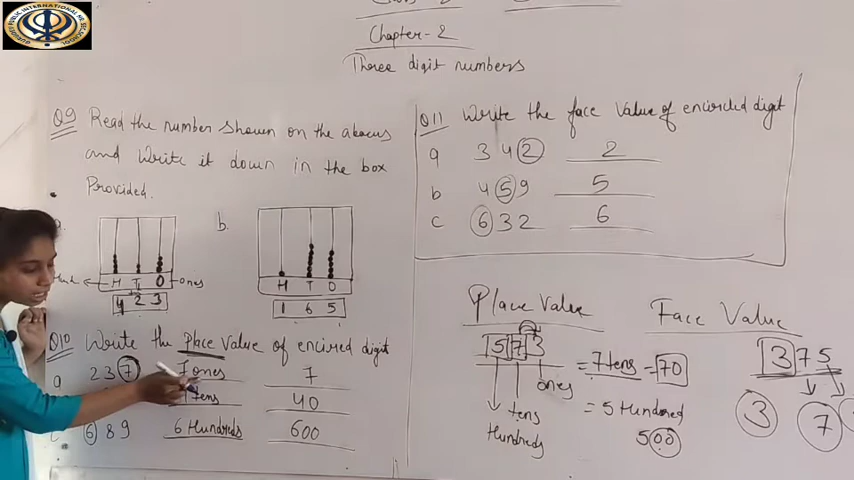 Chapter-2
Three digit numbers
Q9 Read the number shown on the abacus
and write it down in the box
Provided.
a.
H T O
ones
4 2 3
b.
H T O
1 6 5
Q10 Write the place value of encired digit
a 2 3 7 7 ones 7
tens 40
c 6 8 9 6 Hundreds 600
Q11 Write the face value of encircled digit
a 3 4 2 2
b 4 5 9 5
c 6 3 2 6
Place Value
5 7 3 = 7 tens = 70
ones
tens
Hundreds
= 5 Hundred
500
Face Value
3 7 5
3 7